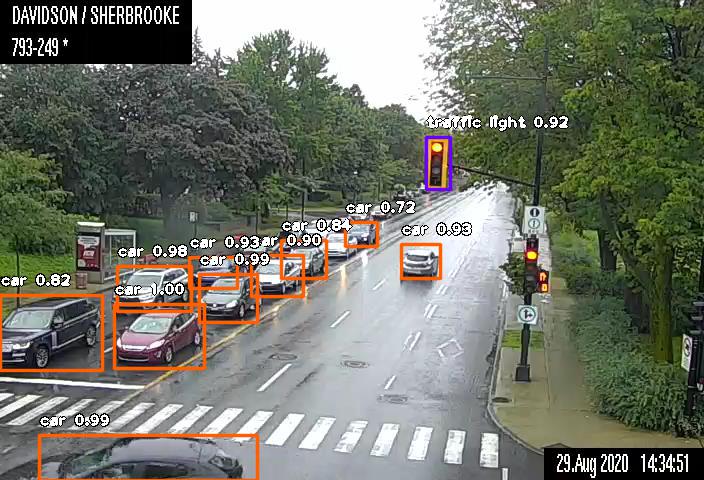 DAVIDSON / SHERBROOKE
793-249 *
traffic light 0.92
car 0.72
car 0.84
car 0.93
car 0.93
car 0.90
car 0.98
car 0.99
car 0.82
car 1.00
car 0.99
29.Aug 2020 14:34:51